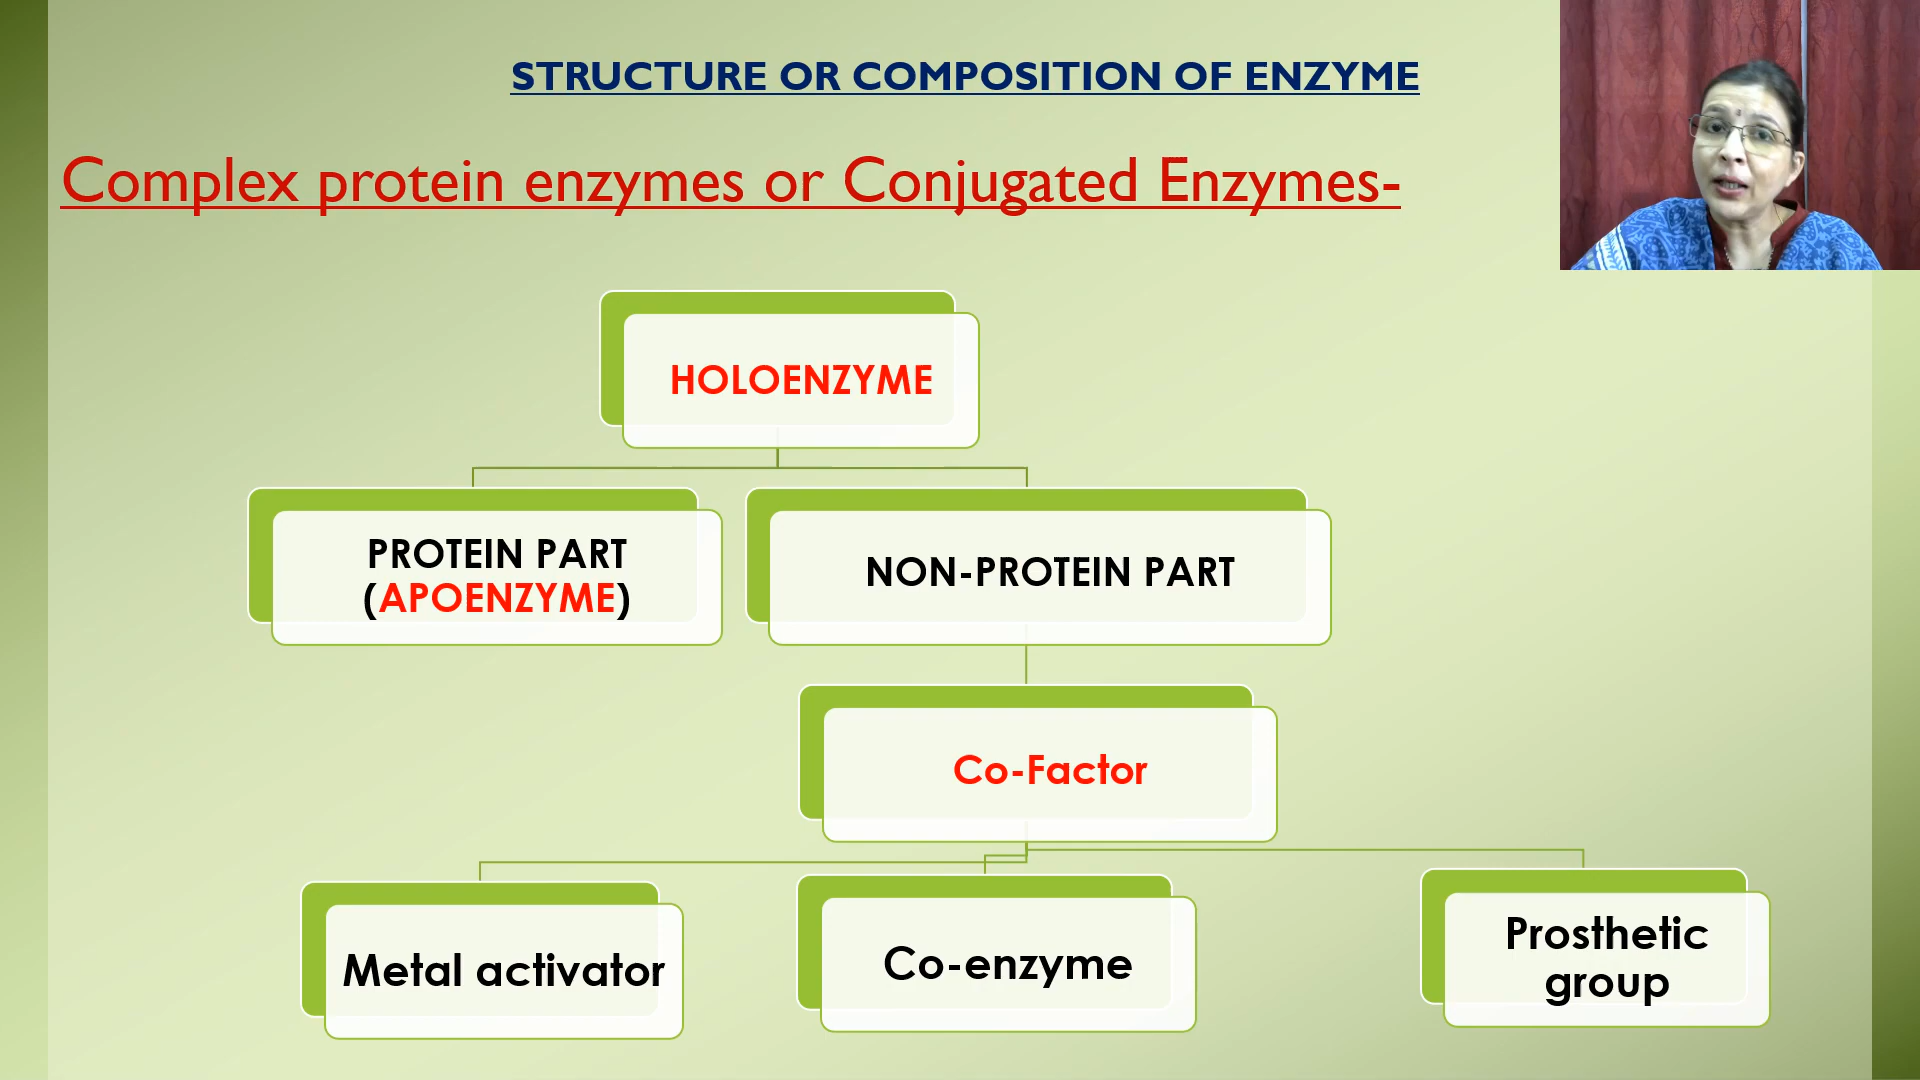 STRUCTURE OR COMPOSITION OF ENZYME
Complex protein enzymes or Conjugated Enzymes-
HOLOENZYME
PROTEIN PART
(APOENZYME)
NON-PROTEIN PART
Co-Factor
Metal activator
Co-enzyme
Prosthetic
group